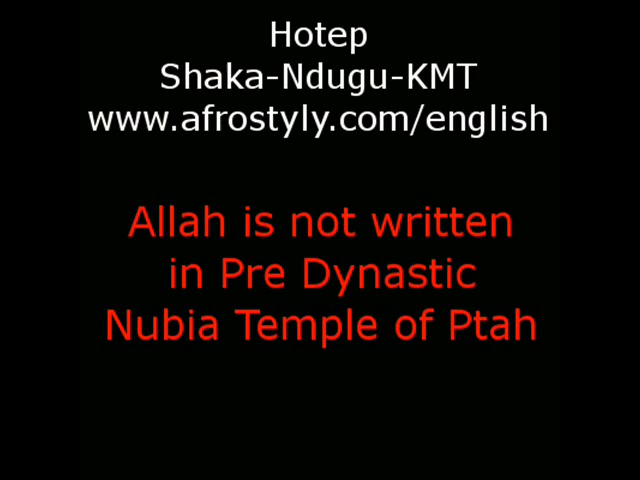 Hotep
Shaka-Ndugu-KMT
www.afrostyly.com/english
Allah is not written
in Pre Dynastic
Nubia Temple of Ptah